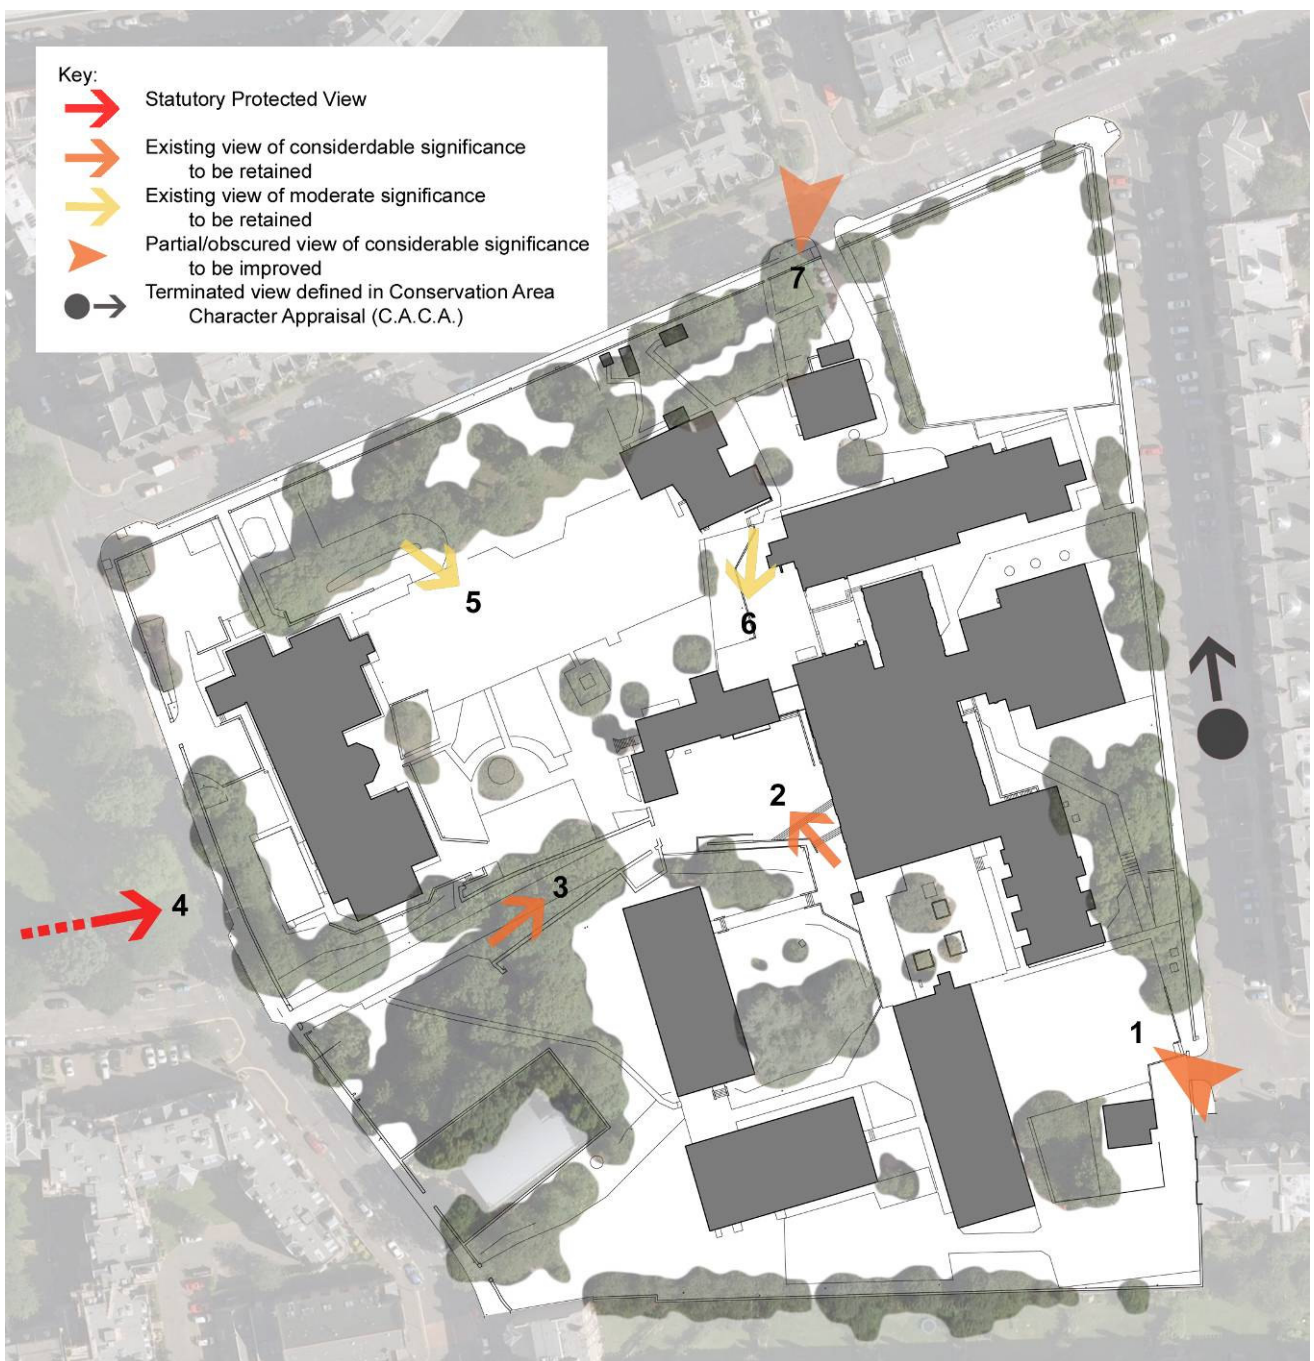 Key:
Statutory Protected View
Existing view of considerdable significance
to be retained
Existing view of moderate significance
to be retained
Partial/obscured view of considerable significance
to be improved
Terminated view defined in Conservation Area
Character Appraisal (C.A.C.A.)
7
5
6
2
3
4
1